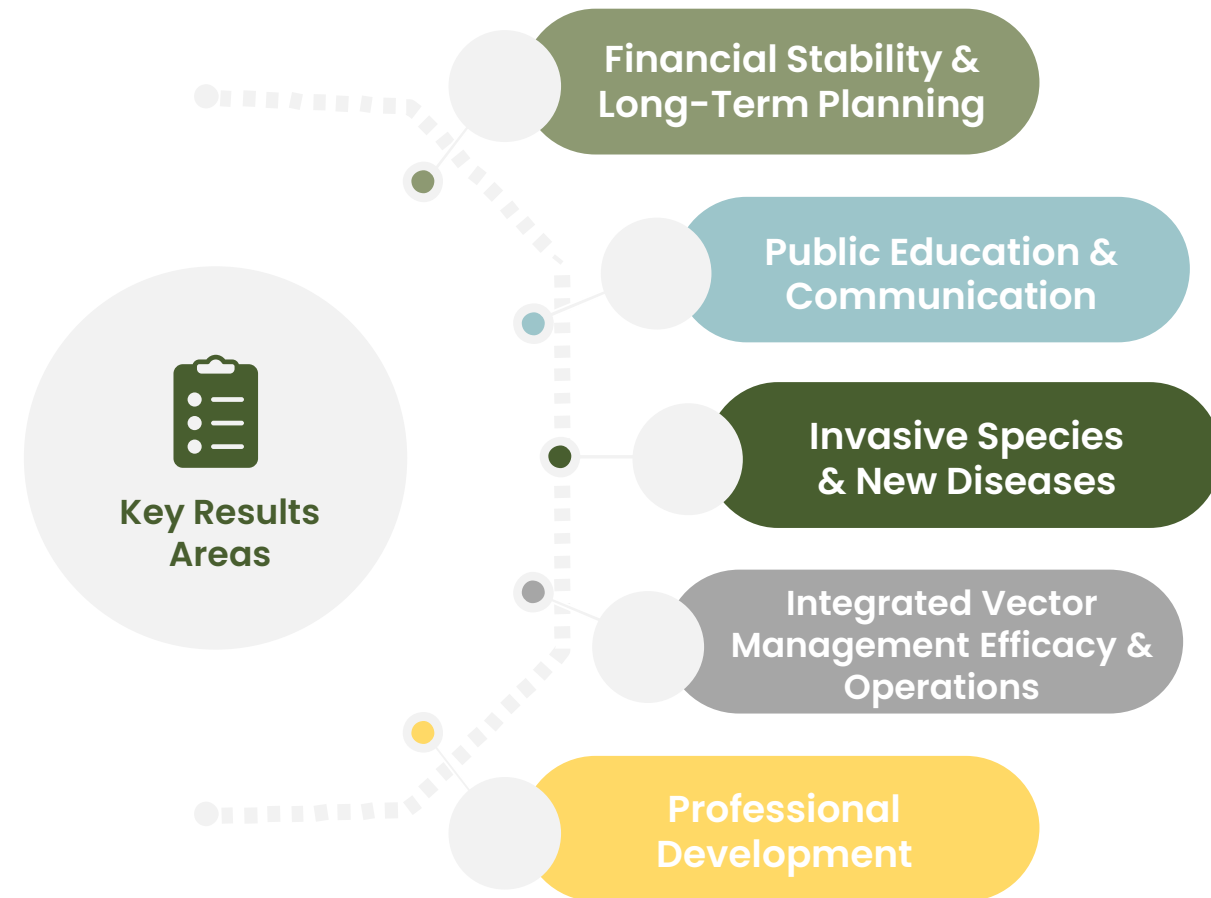 Financial Stability &
Long-Term Planning
Public Education &
Communication
Key Results
Areas
Invasive Species
& New Diseases
Integrated Vector
Management Efficacy &
Operations
Professional
Development